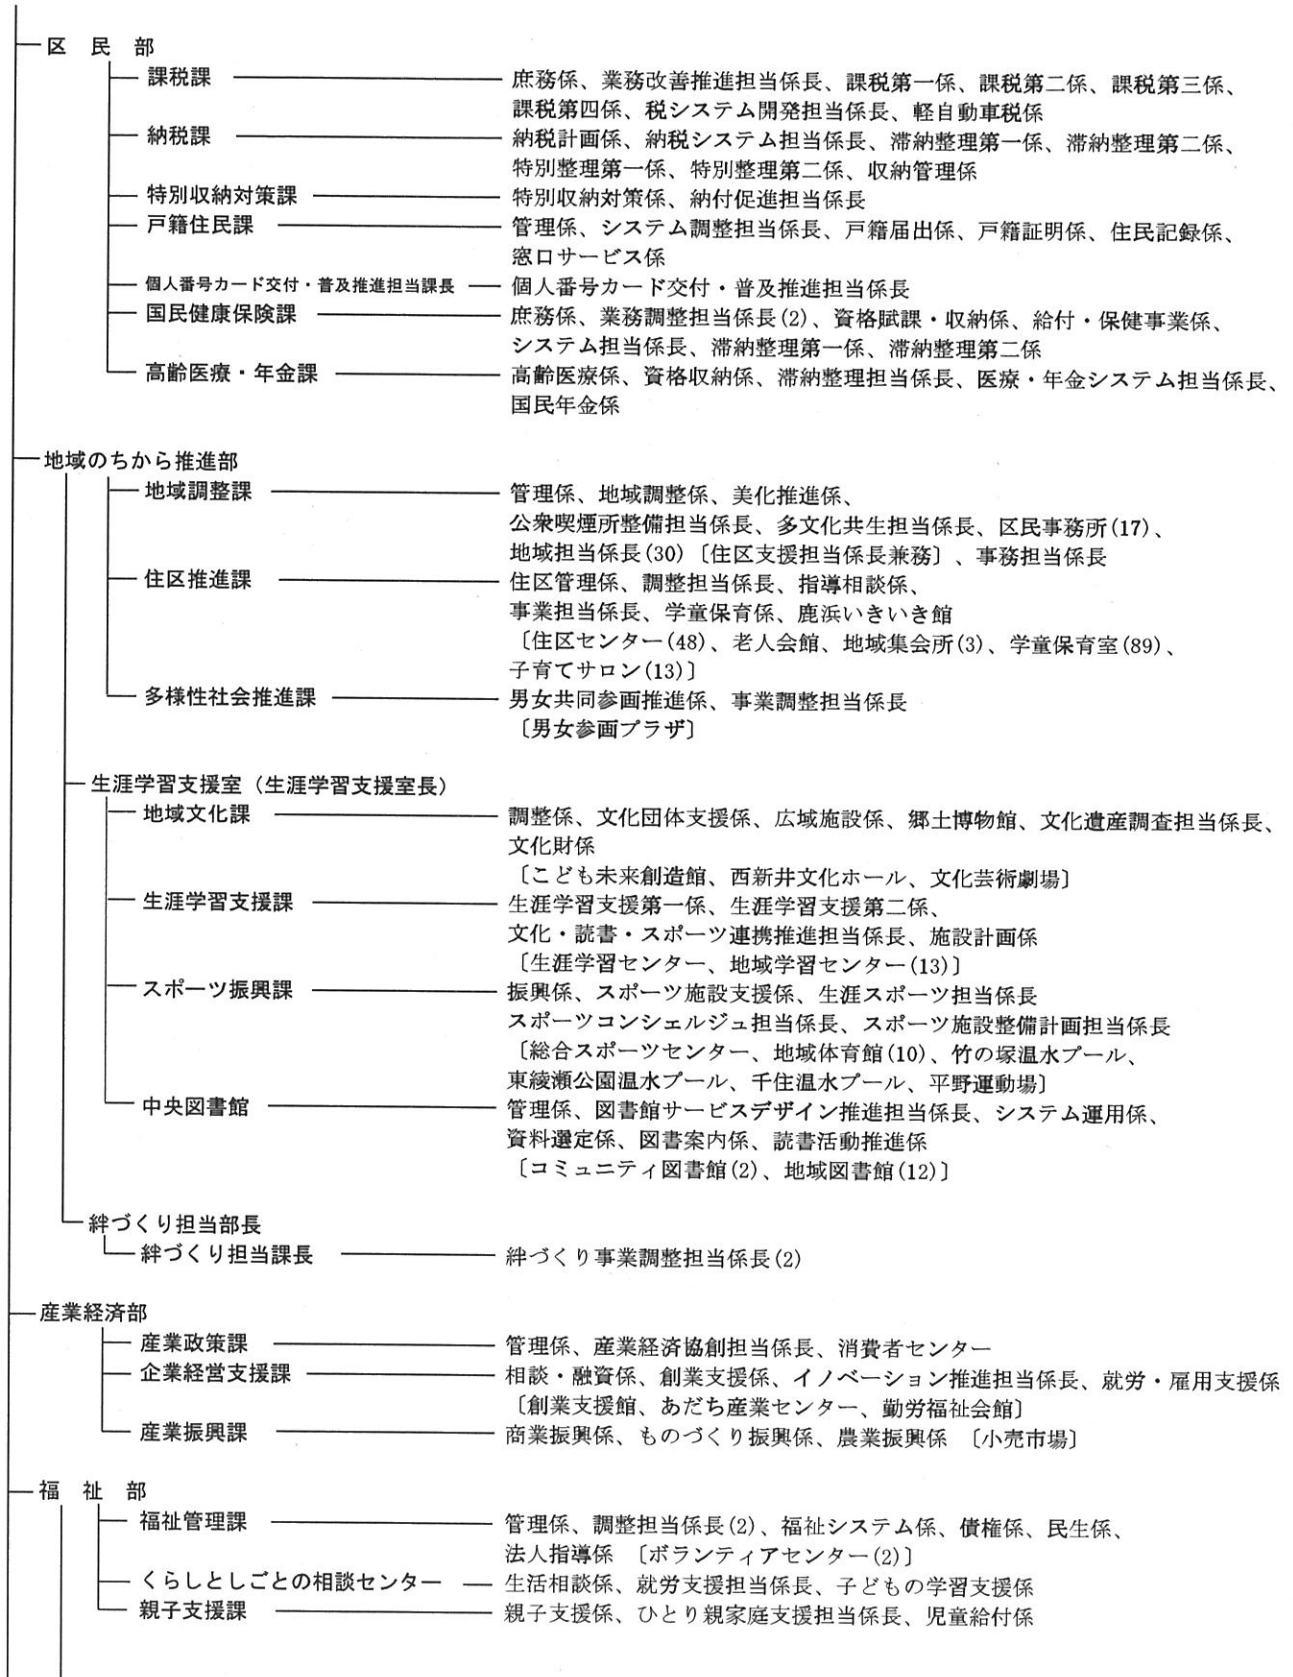 区 民 部
課税課 庶務係、業務改善推進担当係長、課税第一係、課税第二係、課税第三係、
課税第四係、税システム開発担当係長、軽自動車税係
納税課 納税計画係、納税システム担当係長、滞納整理第一係、滞納整理第二係、
特別整理第一係、特別整理第二係、収納管理係
特別収納対策課 特別収納対策係、納付促進担当係長
戸籍住民課 管理係、システム調整担当係長、戸籍届出係、戸籍証明係、住民記録係、
窓口サービス係
個人番号カード交付・普及推進担当課長 個人番号カード交付・普及推進担当係長
国民健康保険課 庶務係、業務調整担当係長(2)、資格賦課・収納係、給付・保健事業係、
システム担当係長、滞納整理第一係、滞納整理第二係
高齢医療・年金課 高齢医療係、資格収納係、滞納整理担当係長、医療・年金システム担当係長、
国民年金係
地域のちから推進部
地域調整課 管理係、地域調整係、美化推進係、
公衆喫煙所整備担当係長、多文化共生担当係長、区民事務所(17)、
地域担当係長(30)〔住区支援担当係長兼務〕、事務担当係長
住区推進課 住区管理係、調整担当係長、指導相談係、
事業担当係長、学童保育係、鹿浜いきいき館
〔住区センター(48)、老人会館、地域集会所(3)、学童保育室(89)、
子育てサロン(13)〕
多様性社会推進課 男女共同参画推進係、事業調整担当係長
〔男女参画プラザ〕
生涯学習支援室（生涯学習支援室長）
地域文化課 調整係、文化団体支援係、広域施設係、郷土博物館、文化遺産調査担当係長、
文化財係
〔こども未来創造館、西新井文化ホール、文化芸術劇場〕
生涯学習支援課 生涯学習支援第一係、生涯学習支援第二係、
文化・読書・スポーツ連携推進担当係長、施設計画係
〔生涯学習センター、地域学習センター(13)〕
スポーツ振興課 振興係、スポーツ施設支援係、生涯スポーツ担当係長
スポーツコンシェルジュ担当係長、スポーツ施設整備計画担当係長
〔総合スポーツセンター、地域体育館(10)、竹の塚温水プール、
東綾瀬公園温水プール、千住温水プール、平野運動場〕
中央図書館 管理係、図書館サービスデザイン推進担当係長、システム運用係、
資料選定係、図書案内係、読書活動推進係
〔コミュニティ図書館(2)、地域図書館(12)〕
絆づくり担当部長
絆づくり担当課長 絆づくり事業調整担当係長(2)
産業経済部
産業政策課 管理係、産業経済協創担当係長、消費者センター
企業経営支援課 相談・融資係、創業支援係、イノベーション推進担当係長、就労・雇用支援係
〔創業支援館、あだち産業センター、勤労福祉会館〕
産業振興課 商業振興係、ものづくり振興係、農業振興係 〔小売市場〕
福 祉 部
福祉管理課 管理係、調整担当係長(2)、福祉システム係、債権係、民生係、
法人指導係 〔ボランティアセンター(2)〕
くらしとしごとの相談センター 生活相談係、就労支援担当係長、子どもの学習支援係
親子支援課 親子支援係、ひとり親家庭支援担当係長、児童給付係